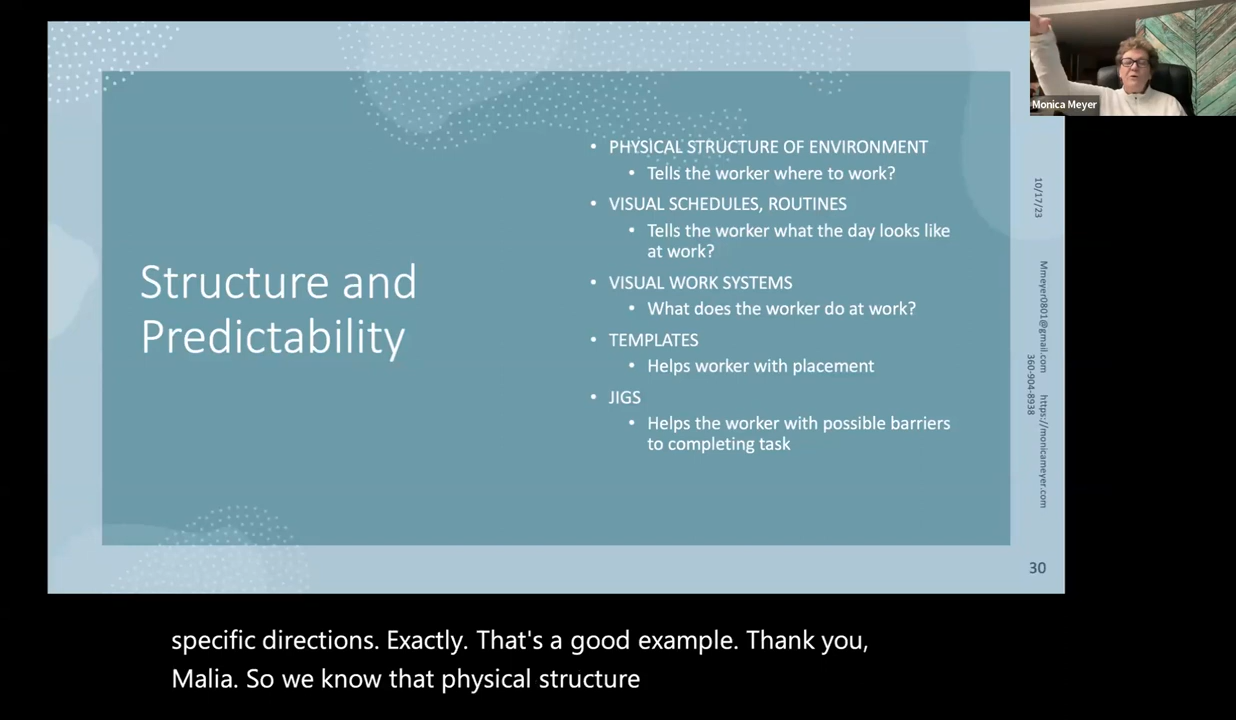 Monica Meyer
Structure and
Predictability
• PHYSICAL STRUCTURE OF ENVIRONMENT
• Tells the worker where to work?
• VISUAL SCHEDULES, ROUTINES
• Tells the worker what the day looks like
at work?
• VISUAL WORK SYSTEMS
• What does the worker do at work?
• TEMPLATES
• Helps worker with placement
• JIGS
• Helps the worker with possible barriers
to completing task
10/17/23
Mmeyer0801@gmail.com https://monicameyer.com
360-904-8938
30
specific directions. Exactly. That's a good example. Thank you,
Malia. So we know that physical structure